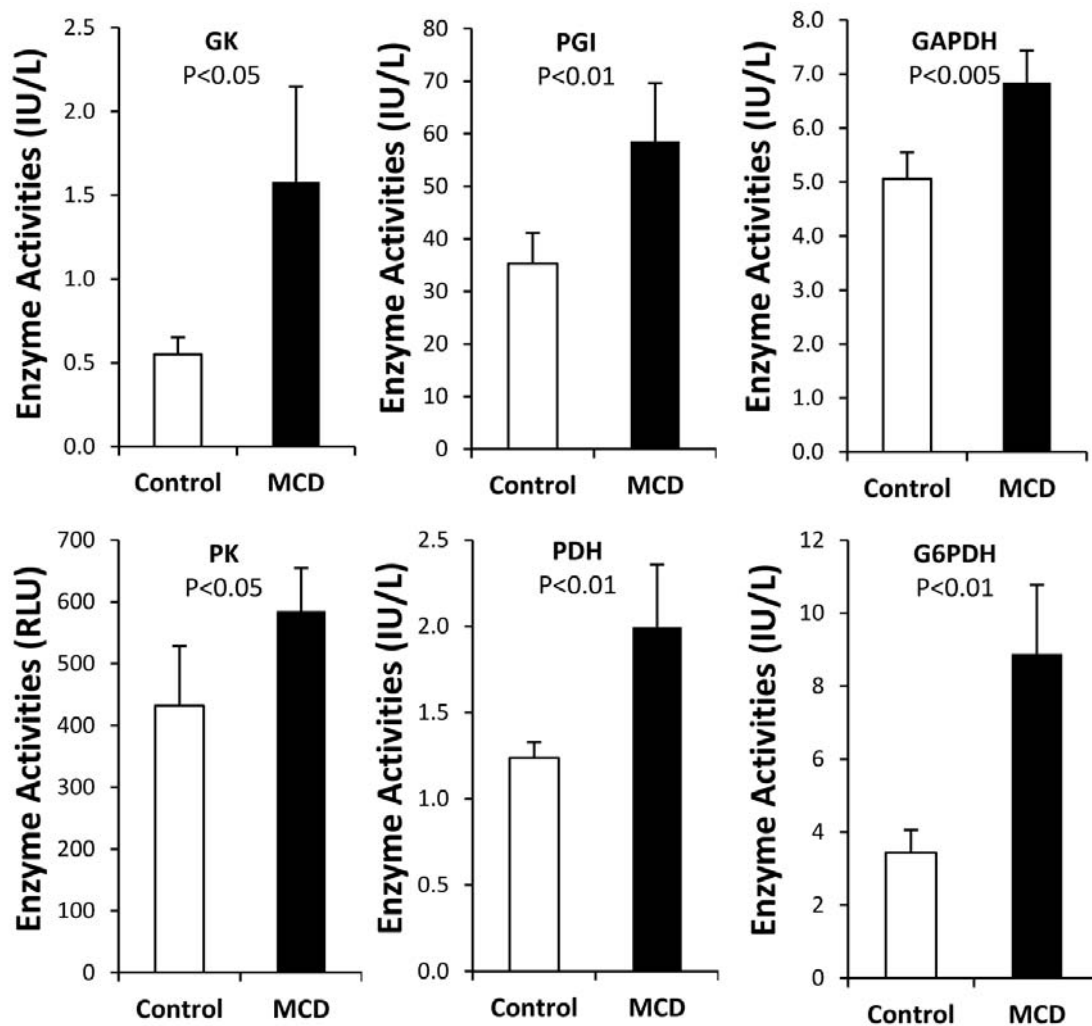 GK
P<0.05
Enzyme Activities (IU/L)
2.5
2.0
1.5
1.0
0.5
0.0
Control MCD
PGI
P<0.01
Enzyme Activities (IU/L)
80
70
60
50
40
30
20
10
0
Control MCD
GAPDH
P<0.005
Enzyme Activities (IU/L)
8.0
7.0
6.0
5.0
4.0
3.0
2.0
1.0
0.0
Control MCD
PK
P<0.05
Enzyme Activities (RLU)
700
600
500
400
300
200
100
0
Control MCD
PDH
P<0.01
Enzyme Activities (IU/L)
2.5
2.0
1.5
1.0
0.5
0.0
Control MCD
G6PDH
P<0.01
Enzyme Activities (IU/L)
12
10
8
6
4
2
0
Control MCD